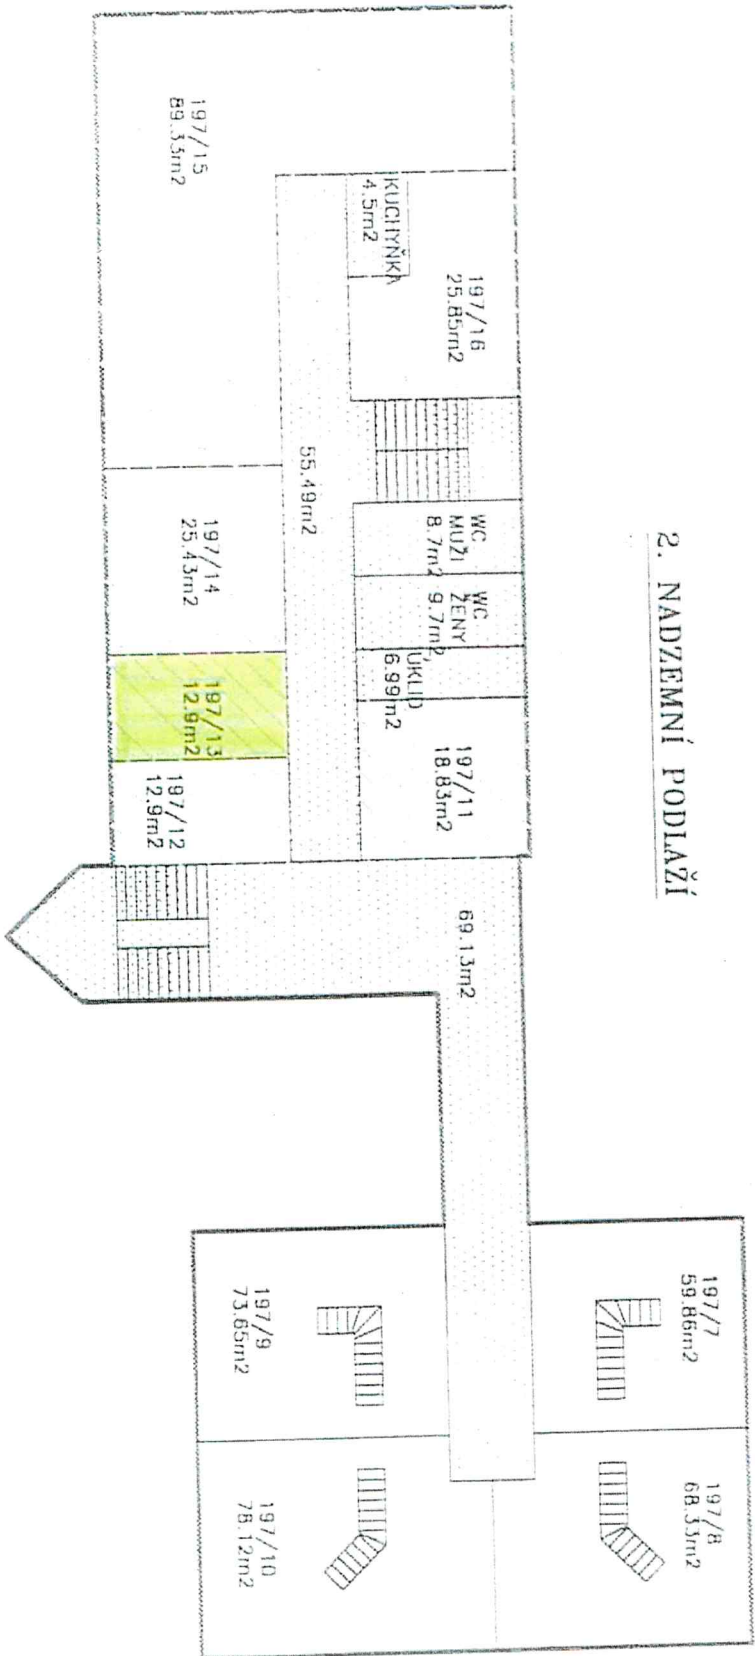 2. NADZEMNÍ PODLAŽÍ
197/15
89.33m2
KUCHYŇKA
4.5m2
197/16
25.85m2
55.49m2
197/14
25.43m2
WC
MUŽI
8.7m2
WC
ŽENY
9.7m2
ÚKLID
6.99m2
197/13
12.9m2
197/12
12.9m2
197/11
18.83m2
69.13m2
197/7
59.86m2
197/9
73.65m2
197/8
68.33m2
197/10
78.12m2